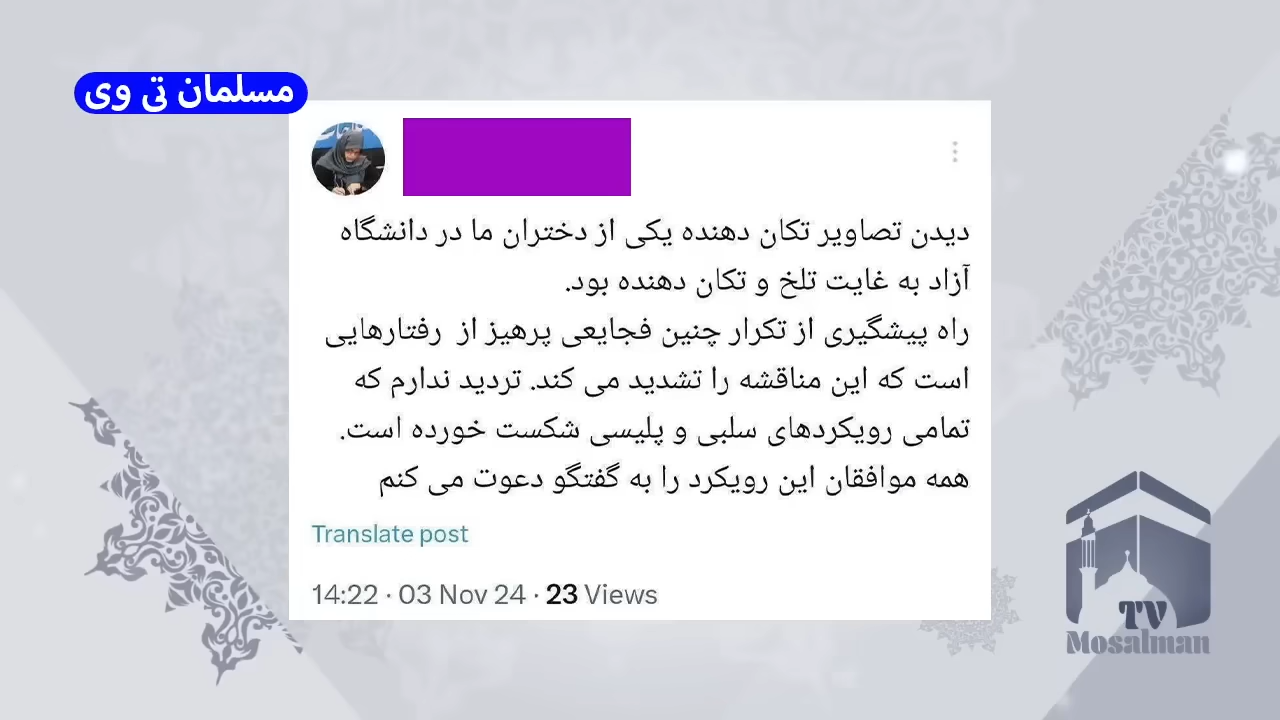 مسلمان تی وی
دیدن تصاویر تکان دهنده یکی از دختران ما در دانشگاه
آزاد به غایت تلخ و تکان دهنده بود.
راه پیشگیری از تکرار چنین فجایعی پرهیز از رفتارهایی
است که این مناقشه را تشدید می کند. تردید ندارم که
تمامی رویکردهای سلبی و پلیسی شکست خورده است.
همه موافقان این رویکرد را به گفتگو دعوت می کنم
Translate post
14:22 · 03 Nov 24 · 23 Views
TV
Mosalman